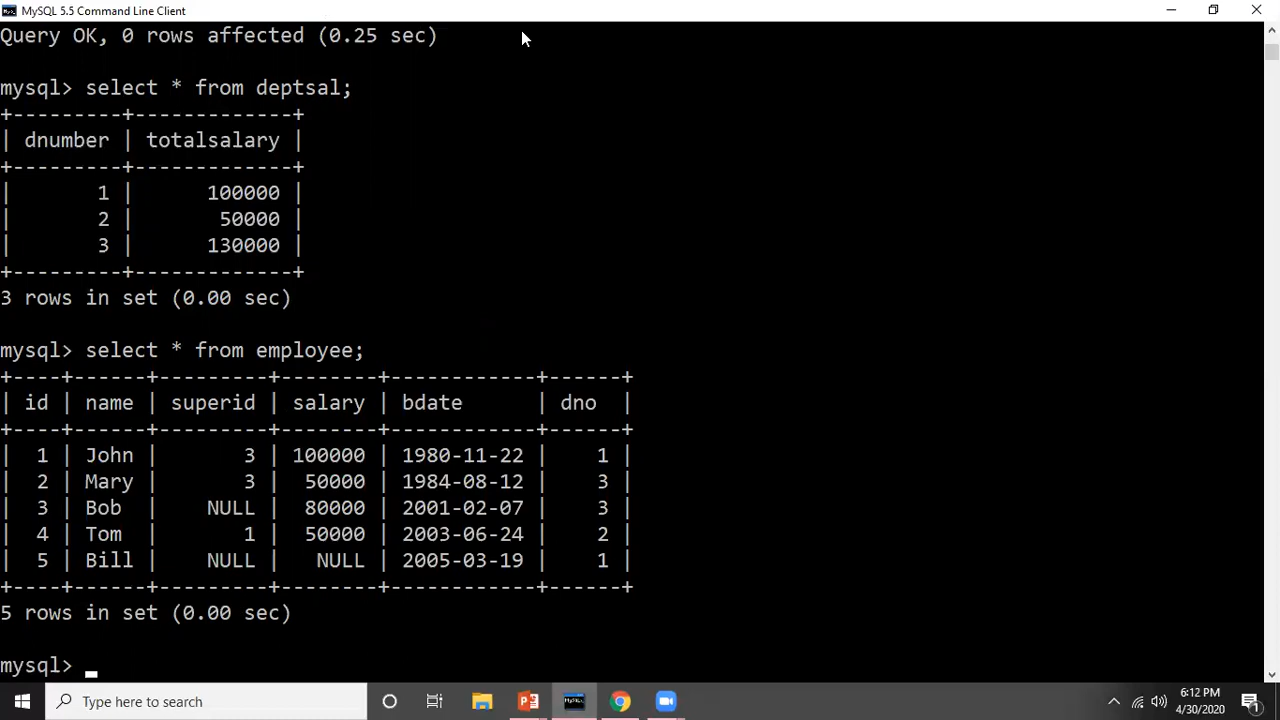 MySQL 5.5 Command Line Client
Query OK, 0 rows affected (0.25 sec)
mysql> select * from deptsal;
+---------+-------------+
| dnumber | totalsalary |
+---------+-------------+
|       1 |      100000 |
|       2 |       50000 |
|       3 |      130000 |
+---------+-------------+
3 rows in set (0.00 sec)
mysql> select * from employee;
+----+------+---------+--------+------------+------+
| id | name | superid | salary | bdate      | dno  |
+----+------+---------+--------+------------+------+
|  1 | John |       3 | 100000 | 1980-11-22 |    1 |
|  2 | Mary |       3 |  50000 | 1984-08-12 |    3 |
|  3 | Bob  |    NULL |  80000 | 2001-02-07 |    3 |
|  4 | Tom  |       1 |  50000 | 2003-06-24 |    2 |
|  5 | Bill |    NULL |   NULL | 2005-03-19 |    1 |
+----+------+---------+--------+------------+------+
5 rows in set (0.00 sec)
mysql>
Type here to search
6:12 PM
4/30/2020